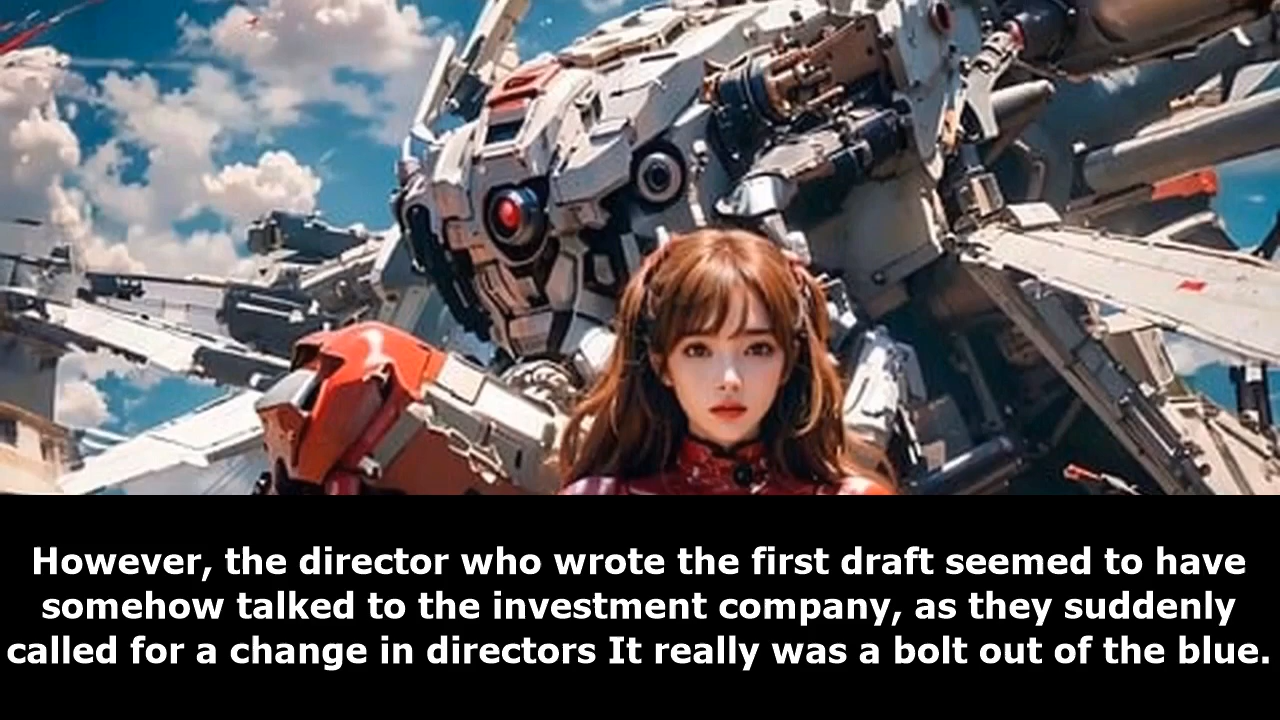 However, the director who wrote the first draft seemed to have
somehow talked to the investment company, as they suddenly
called for a change in directors It really was a bolt out of the blue.